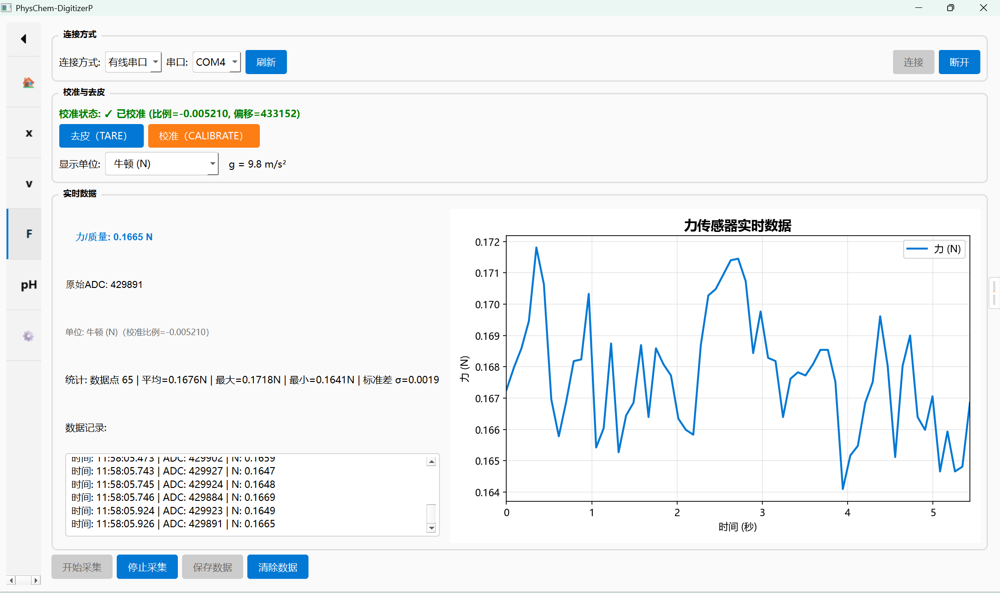 PhysChem-DigitizerP
连接方式
连接方式: 有线串口 串口: COM4 刷新 连接 断开
校准与去皮
校准状态: ✓ 已校准 (比例=-0.005210, 偏移=433152)
去皮（TARE） 校准（CALIBRATE）
显示单位: 牛顿 (N) g = 9.8 m/s²
x
v
F
pH
实时数据
力/质量: 0.1665 N
原始ADC: 429891
单位: 牛顿 (N)（校准比例=-0.005210）
统计: 数据点 65 | 平均=0.1676N | 最大=0.1718N | 最小=0.1641N | 标准差 σ=0.0019
数据记录:
时间: 11:58:05.473 | ADC: 429902 | N: 0.1659
时间: 11:58:05.743 | ADC: 429927 | N: 0.1647
时间: 11:58:05.745 | ADC: 429924 | N: 0.1648
时间: 11:58:05.746 | ADC: 429884 | N: 0.1669
时间: 11:58:05.924 | ADC: 429923 | N: 0.1649
时间: 11:58:05.926 | ADC: 429891 | N: 0.1665
力传感器实时数据
力 (N)
0.172
0.171
0.170
0.169
0.168
0.167
0.166
0.165
0.164
力 (N)
0 1 2 3 4 5
时间 (秒)
开始采集 停止采集 保存数据 清除数据